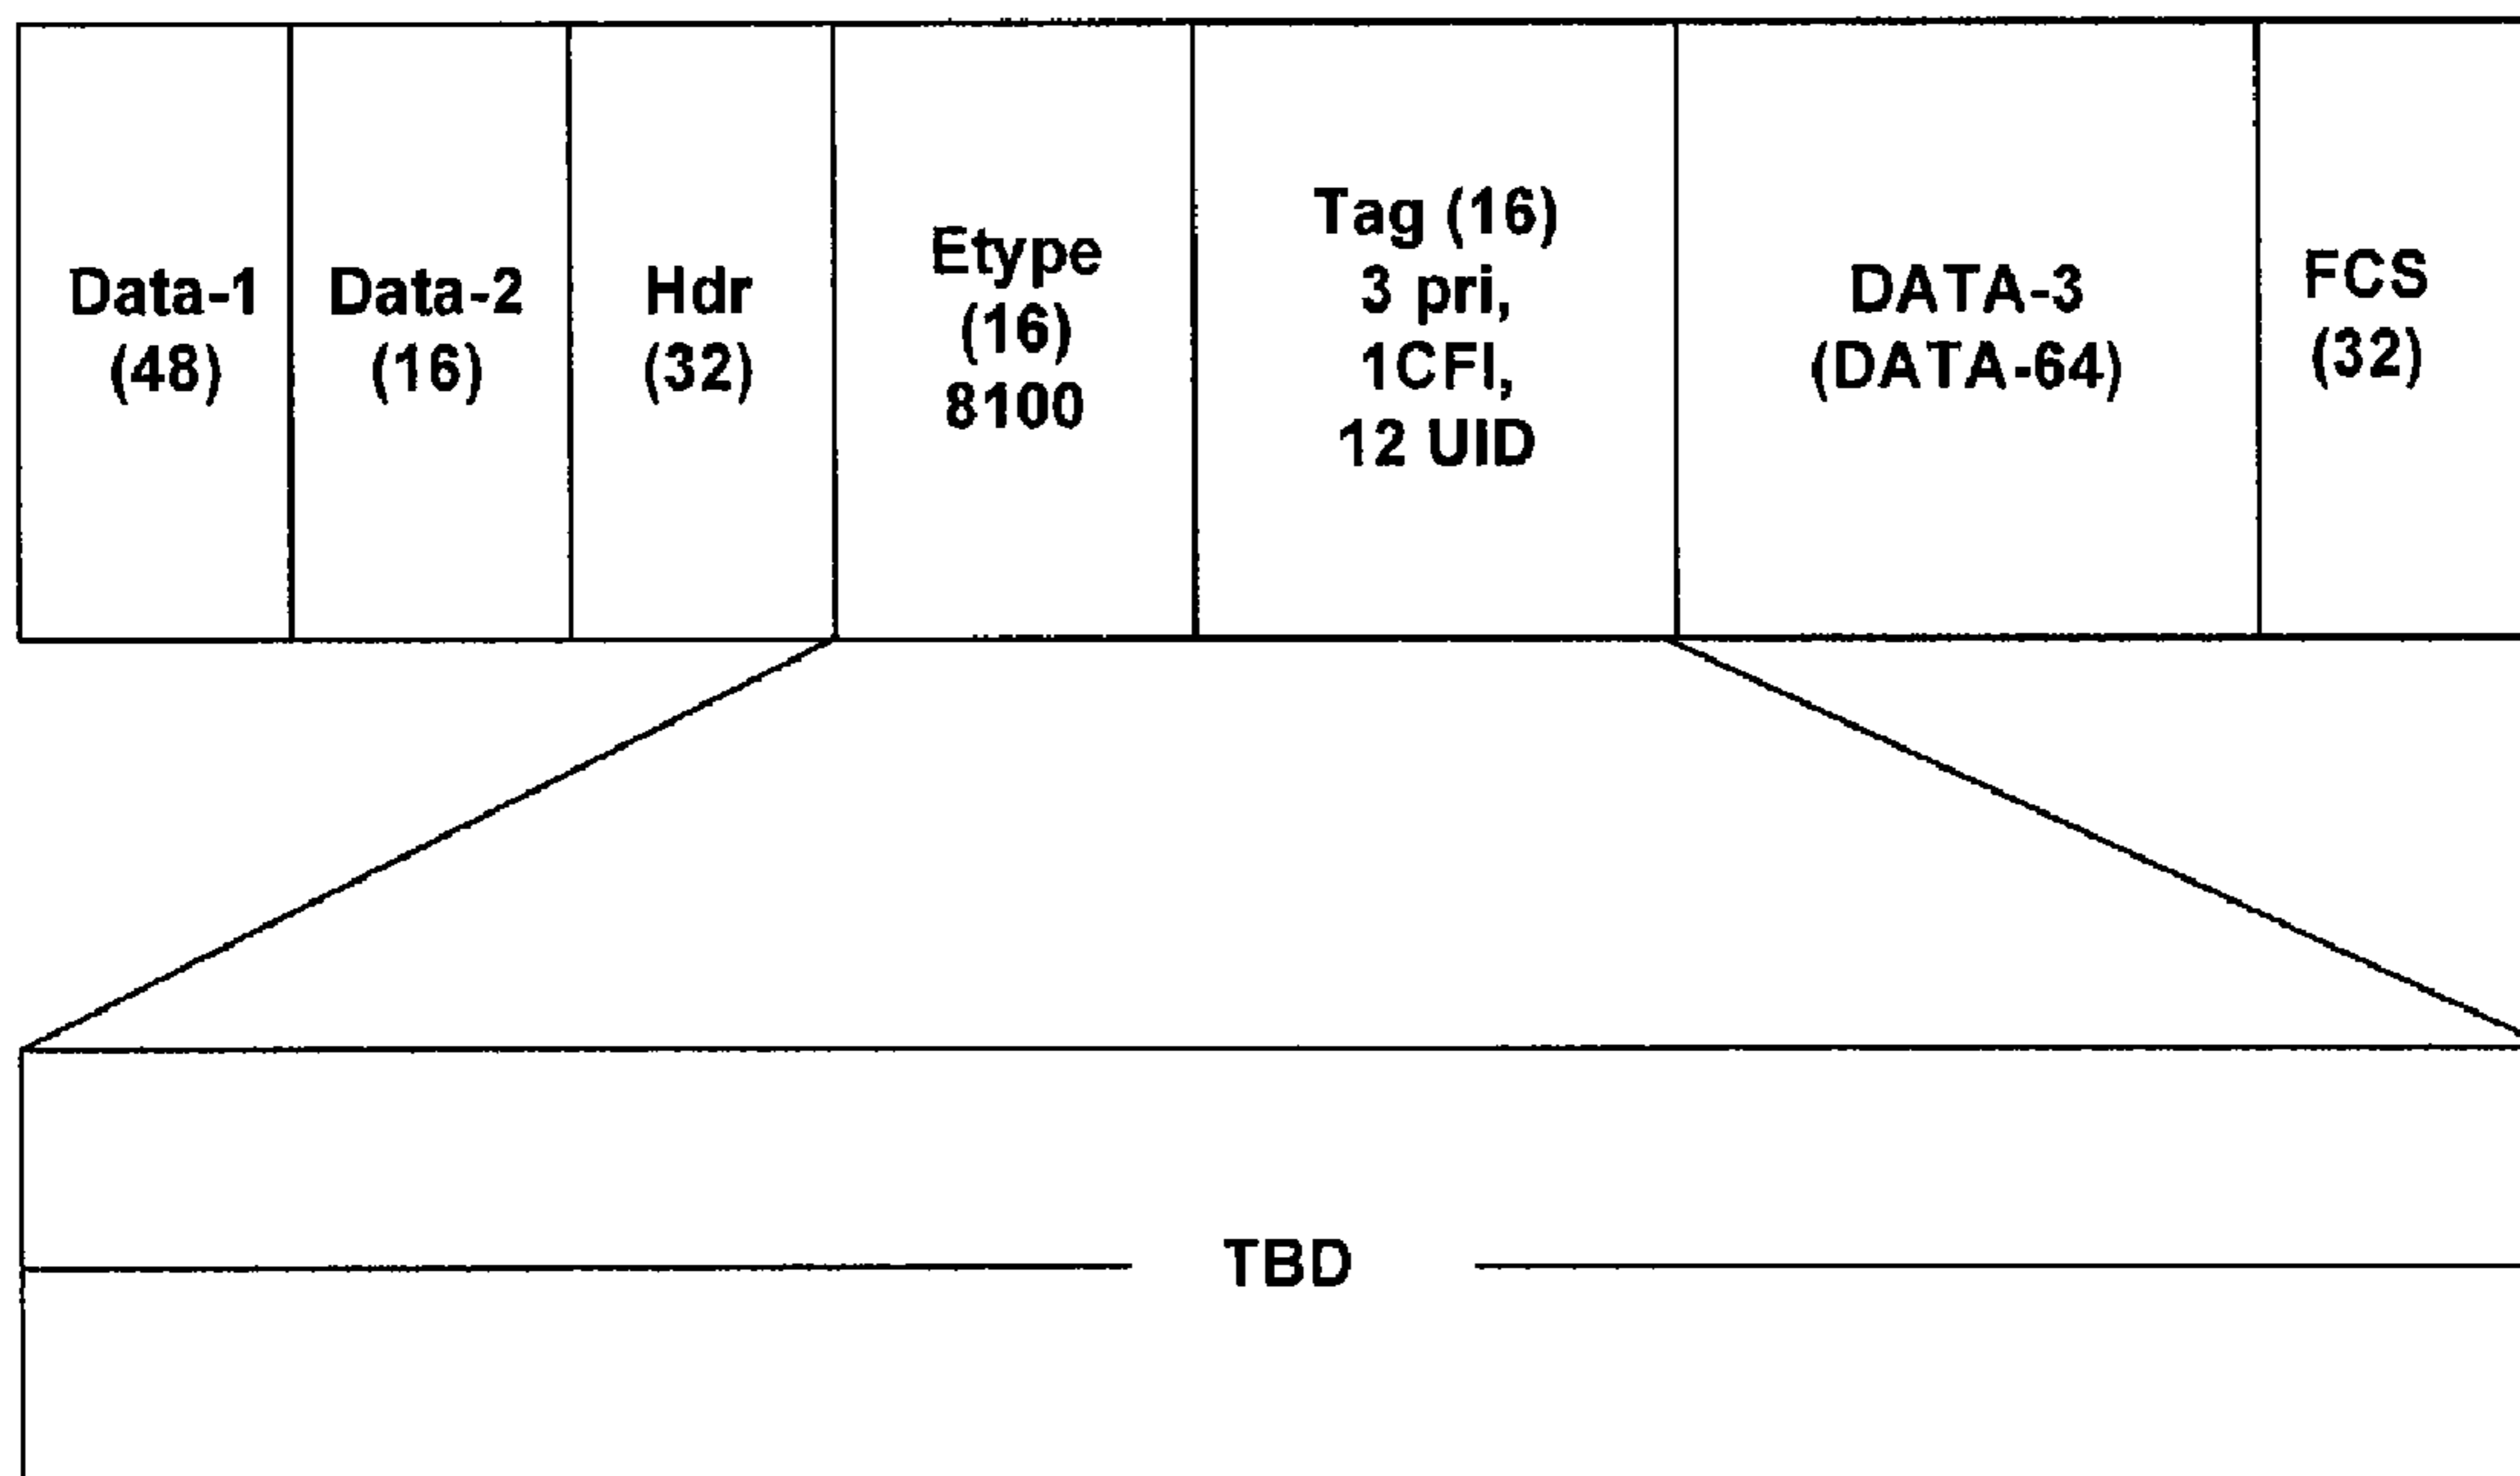 Data-1
(48)
Data-2
(16)
Hdr
(32)
Etype
(16)
8100
Tag (16)
3 pri,
1CFI,
12 UID
DATA-3
(DATA-64)
FCS
(32)
TBD